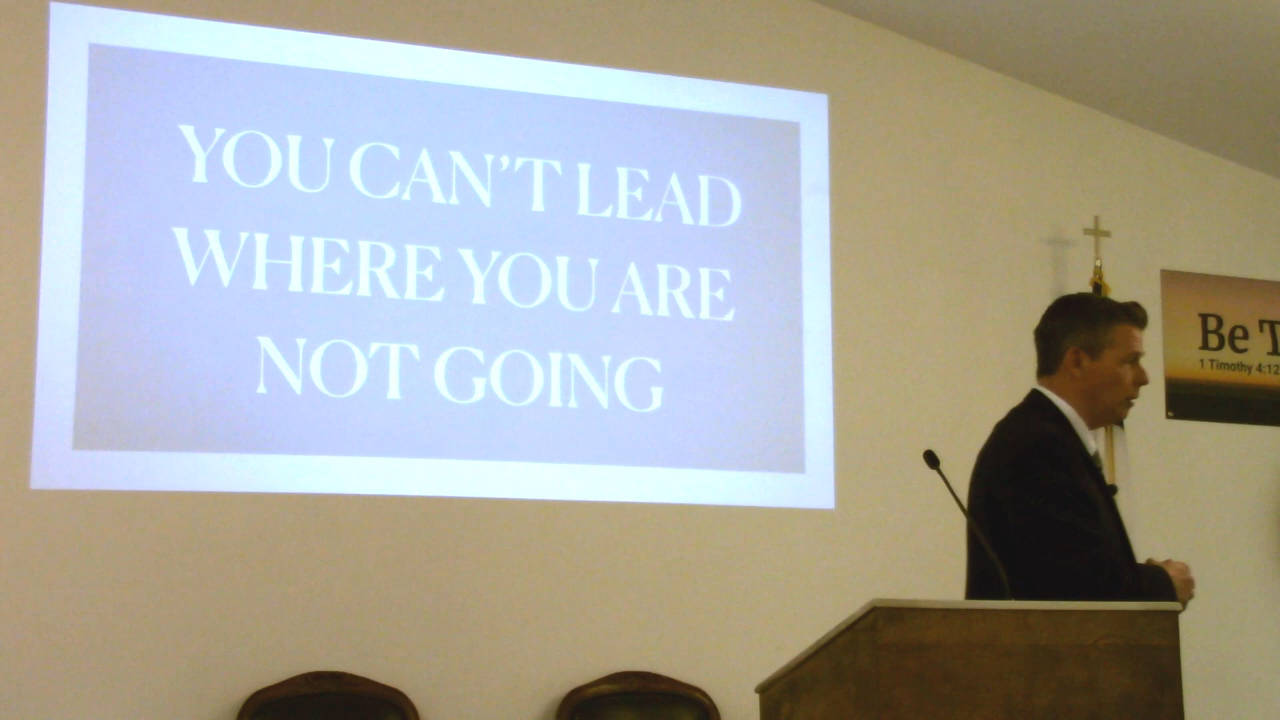 YOU CAN'T LEAD
WHERE YOU ARE
NOT GOING
Be
1 Timothy 4:12